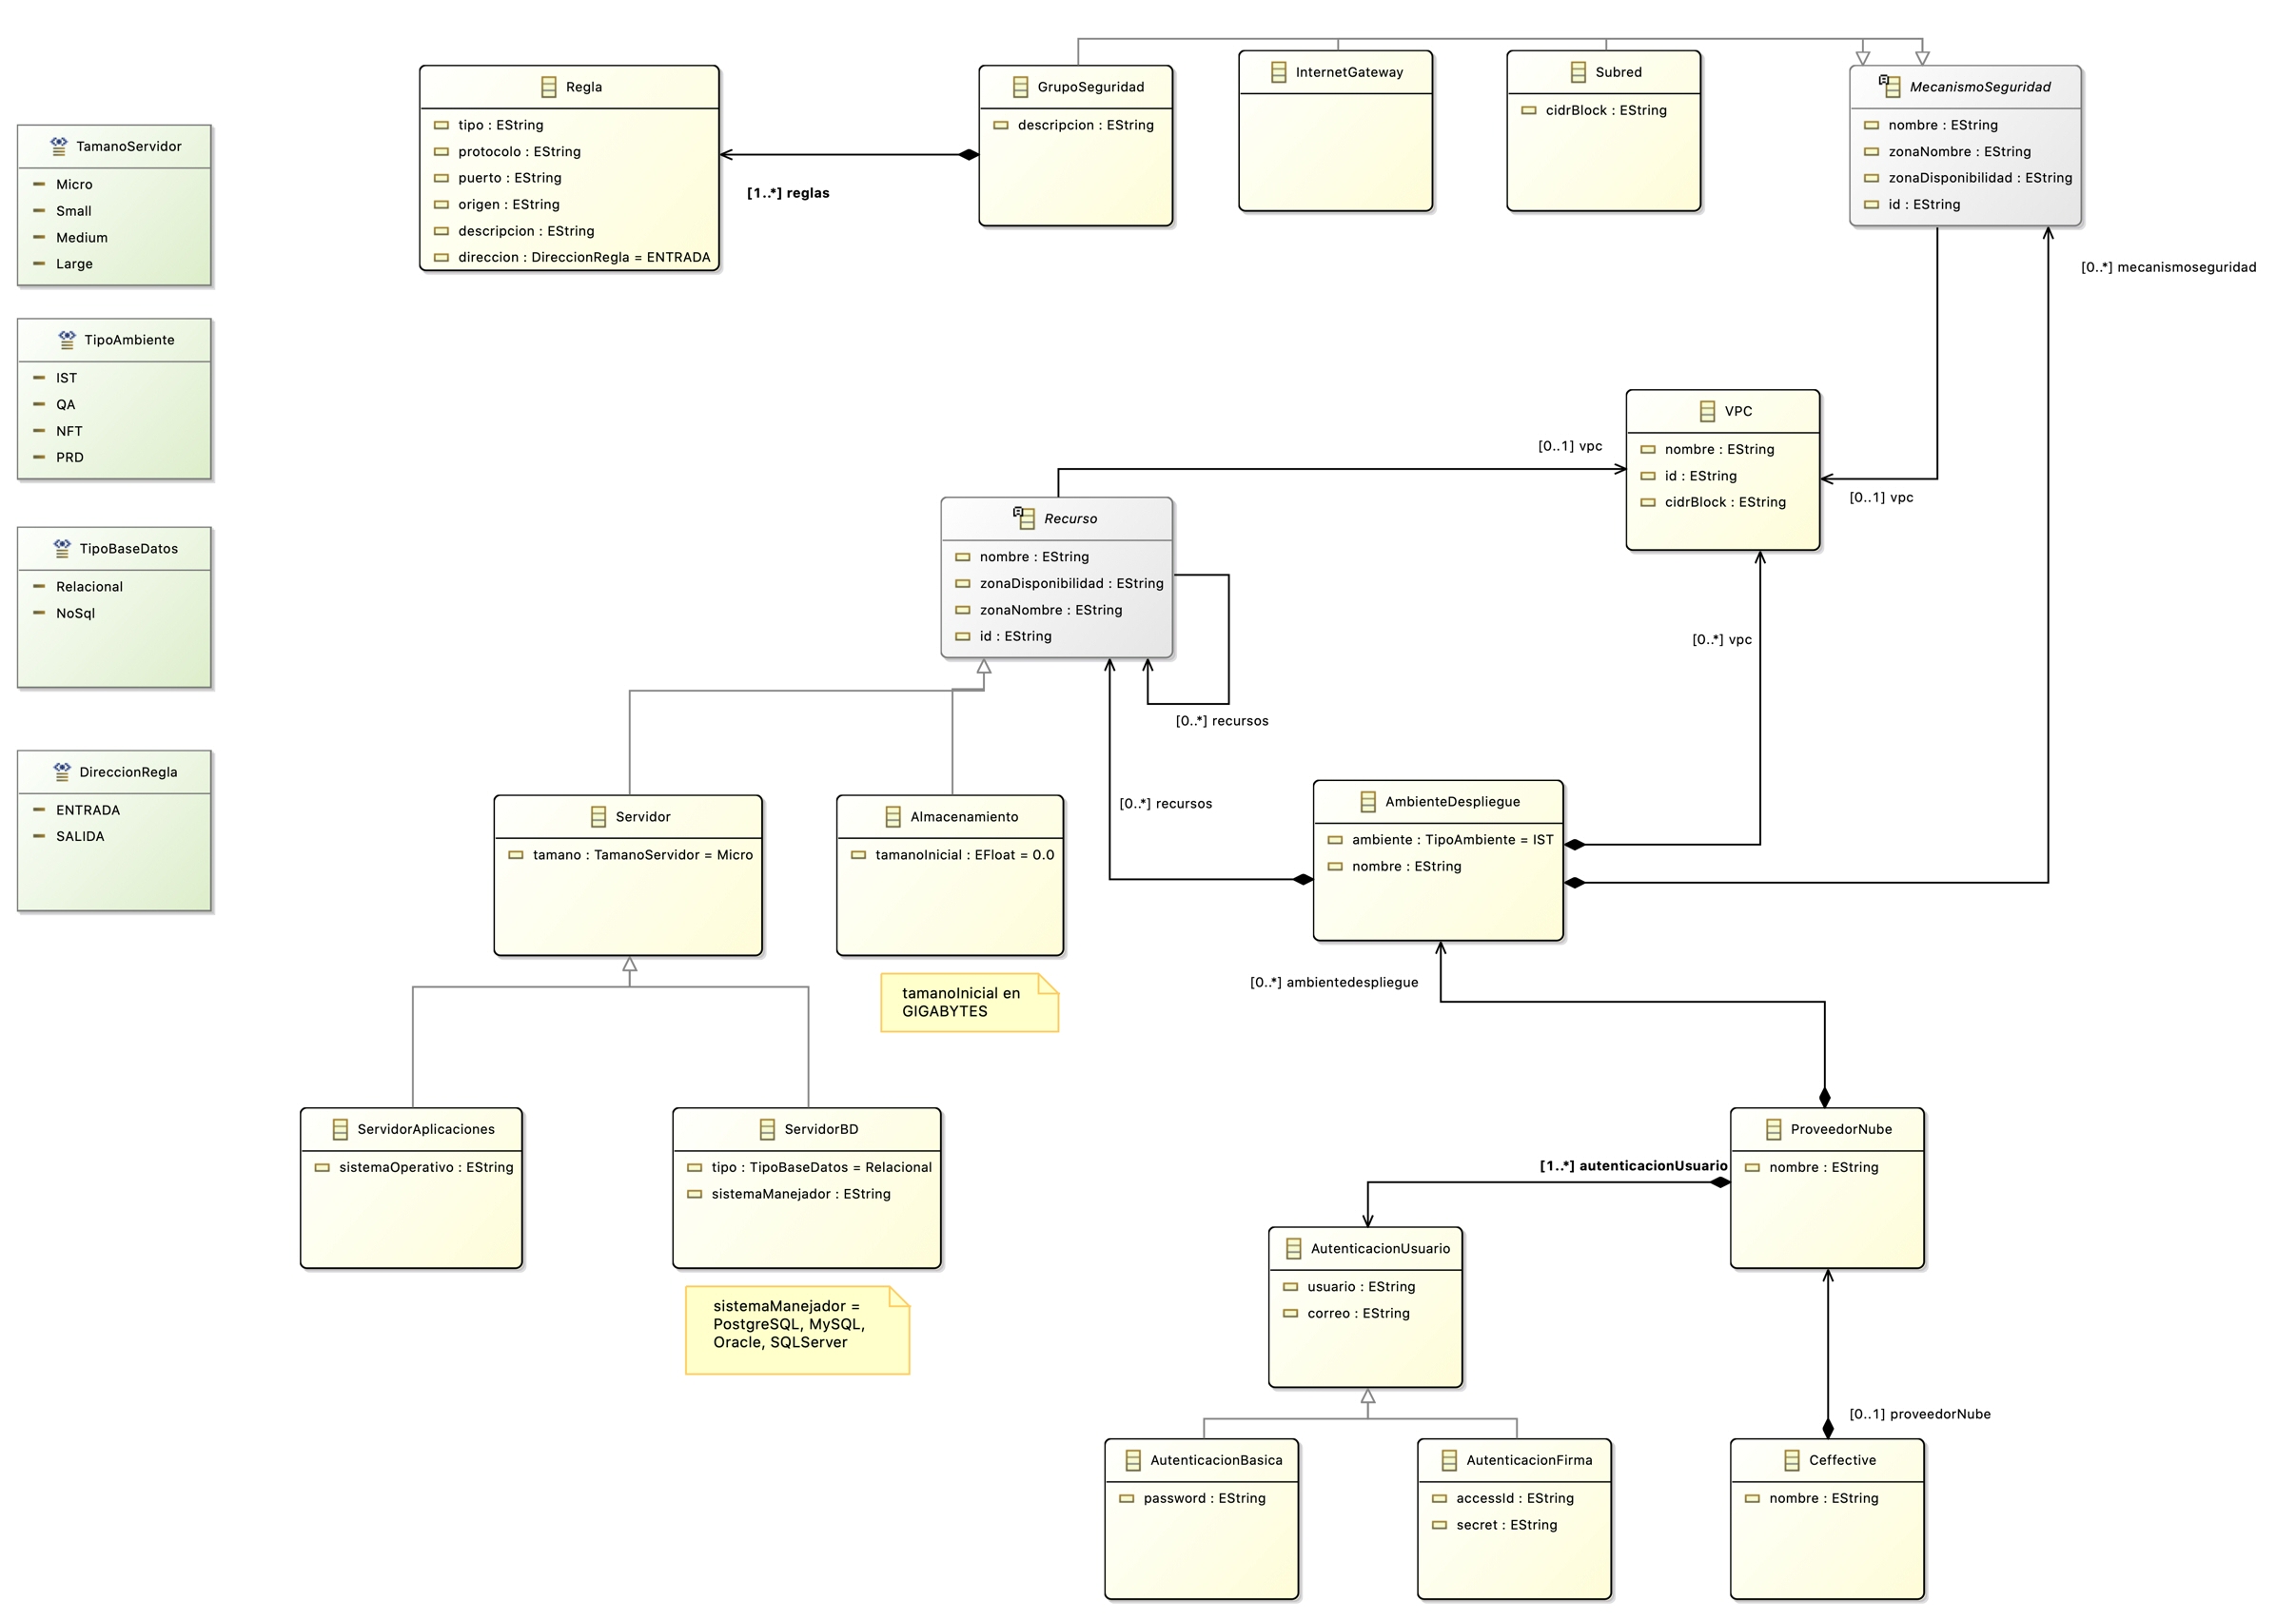 TamanoServidor
Micro
Small
Medium
Large
TipoAmbiente
IST
QA
NFT
PRD
TipoBaseDatos
Relacional
NoSql
DireccionRegla
ENTRADA
SALIDA
Regla
tipo : EString
protocolo : EString
puerto : EString
origen : EString
descripcion : EString
direccion : DireccionRegla = ENTRADA
[1..*] reglas
GrupoSeguridad
descripcion : EString
InternetGateway
Subred
cidrBlock : EString
MecanismoSeguridad
nombre : EString
zonaNombre : EString
zonaDisponibilidad : EString
id : EString
[0..*] mecanismoseguridad
VPC
nombre : EString
id : EString
cidrBlock : EString
[0..1] vpc
[0..1] vpc
[0..*] vpc
Recurso
nombre : EString
zonaDisponibilidad : EString
zonaNombre : EString
id : EString
[0..*] recursos
[0..*] recursos
Servidor
tamano : TamanoServidor = Micro
Almacenamiento
tamanoInicial : EFloat = 0.0
tamanoInicial en
GIGABYTES
AmbienteDespliegue
ambiente : TipoAmbiente = IST
nombre : EString
[0..*] ambientedespliegue
ServidorAplicaciones
sistemaOperativo : EString
ServidorBD
tipo : TipoBaseDatos = Relacional
sistemaManejador : EString
sistemaManejador =
PostgreSQL, MySQL,
Oracle, SQLServer
ProveedorNube
nombre : EString
[1..*] autenticacionUsuario
AutenticacionUsuario
usuario : EString
correo : EString
[0..1] proveedorNube
AutenticacionBasica
password : EString
AutenticacionFirma
accessId : EString
secret : EString
Ceffective
nombre : EString